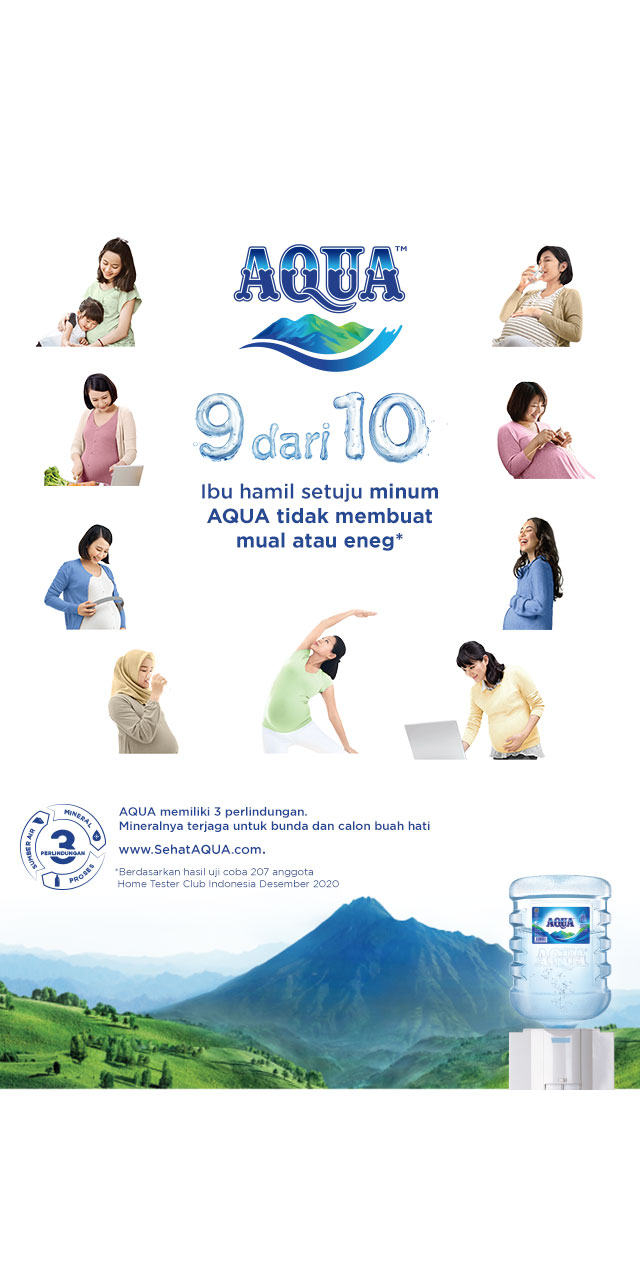 AQUA™
9 dari 10
Ibu hamil setuju minum
AQUA tidak membuat
mual atau eneg*
SUMBER AIR
MINERAL
PROSES
3
PERLINDUNGAN
AQUA memiliki 3 perlindungan.
Mineralnya terjaga untuk bunda dan calon buah hati
www.SehatAQUA.com.
*Berdasarkan hasil uji coba 207 anggota
Home Tester Club Indonesia Desember 2020
AQUA
AQUA